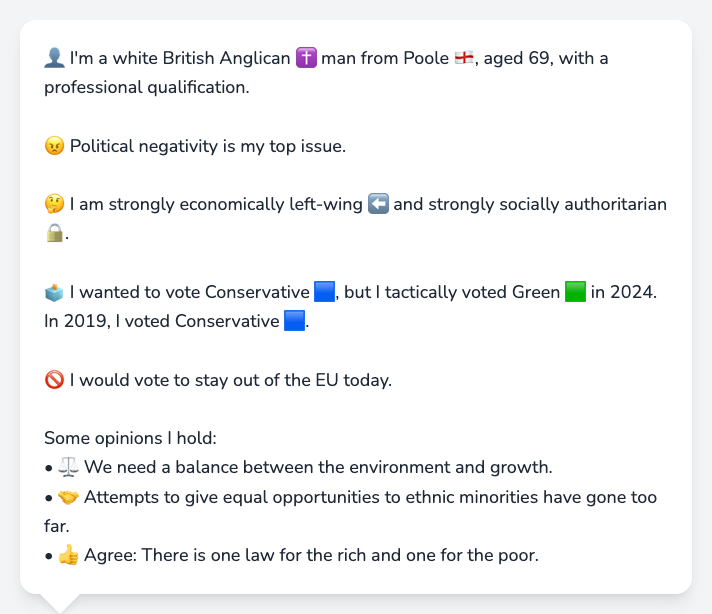 👤 I'm a white British Anglican ✝️ man from Poole 🏴󠁧󠁢󠁥󠁮󠁧󠁿, aged 69, with a
professional qualification.
😠 Political negativity is my top issue.
🤔 I am strongly economically left-wing ⬅️ and strongly socially authoritarian
🔒.
🗳️ I wanted to vote Conservative 🟦, but I tactically voted Green 🟩 in 2024.
In 2019, I voted Conservative 🟦.
🚫 I would vote to stay out of the EU today.
Some opinions I hold:
• ⚖️ We need a balance between the environment and growth.
• 🤝 Attempts to give equal opportunities to ethnic minorities have gone too
far.
• 👍 Agree: There is one law for the rich and one for the poor.